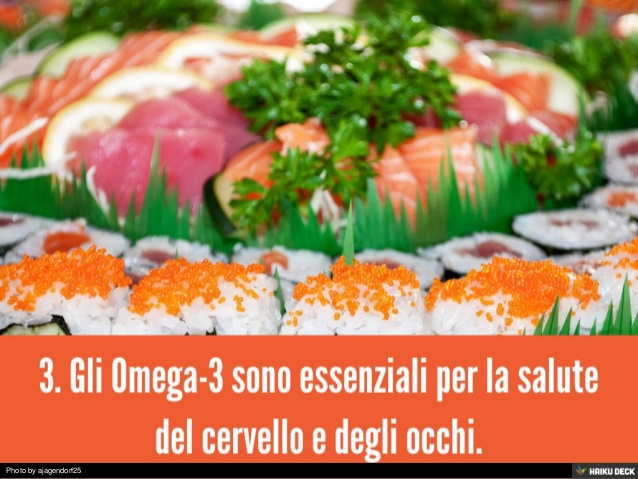 3. Gli Omega-3 sono essenziali per la salute
del cervello e degli occhi.
Photo by ajagendorf25
HAIKU DECK